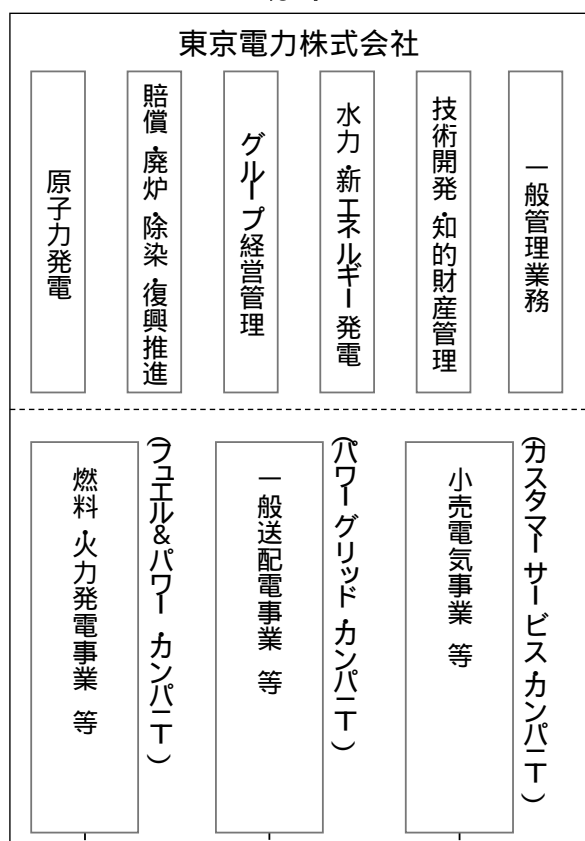 東京電力株式会社
原子力発電
賠償・廃炉・除染・復興推進
グループ経営管理
水力・新エネルギー発電
技術開発・知的財産管理
一般管理業務
燃料・火力発電事業 等
(フュエル&パワー・カンパニー)
一般送配電事業 等
(パワーグリッド・カンパニー)
小売電気事業 等
(カスタマーサービス・カンパニー)